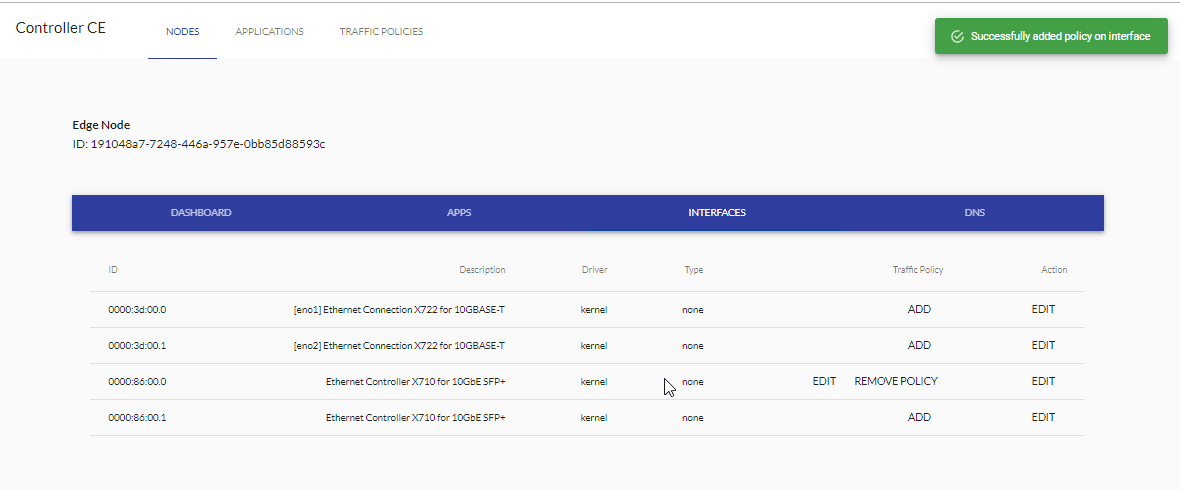 Controller CE NODES APPLICATIONS TRAFFIC POLICIES
Successfully added policy on interface
Edge Node
ID: 191048a7-7248-446a-957e-0bb85d88593c
DASHBOARD APPS INTERFACES DNS
ID Description Driver Type Traffic Policy Action
0000:3d:00.0 [eno1] Ethernet Connection X722 for 10GBASE-T kernel none ADD EDIT
0000:3d:00.1 [eno2] Ethernet Connection X722 for 10GBASE-T kernel none ADD EDIT
0000:86:00.0 Ethernet Controller X710 for 10GbE SFP+ kernel none EDIT REMOVE POLICY EDIT
0000:86:00.1 Ethernet Controller X710 for 10GbE SFP+ kernel none ADD EDIT